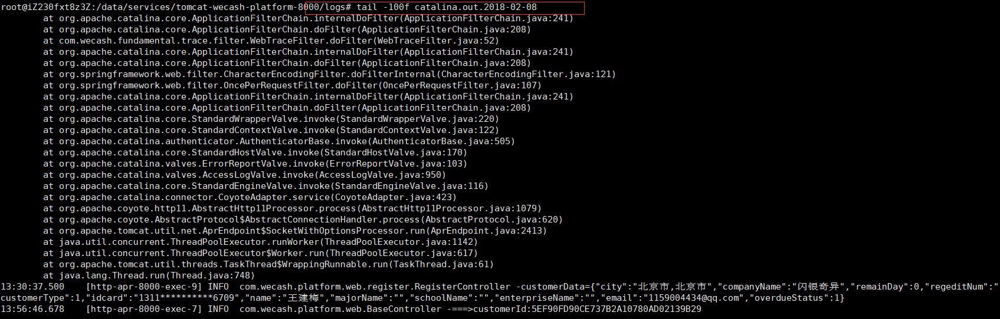 root@iZ230fxt8z3Z:/data/services/tomcat-wecash-platform-8000/logs# tail -100f catalina.out.2018-02-08
at org.apache.catalina.core.ApplicationFilterChain.internalDoFilter(ApplicationFilterChain.java:241)
at org.apache.catalina.core.ApplicationFilterChain.doFilter(ApplicationFilterChain.java:208)
at com.wecash.fundamental.trace.filter.WebTraceFilter.doFilter(WebTraceFilter.java:52)
at org.apache.catalina.core.ApplicationFilterChain.internalDoFilter(ApplicationFilterChain.java:241)
at org.apache.catalina.core.ApplicationFilterChain.doFilter(ApplicationFilterChain.java:208)
at org.springframework.web.filter.CharacterEncodingFilter.doFilterInternal(CharacterEncodingFilter.java:121)
at org.springframework.web.filter.OncePerRequestFilter.doFilter(OncePerRequestFilter.java:107)
at org.apache.catalina.core.ApplicationFilterChain.internalDoFilter(ApplicationFilterChain.java:241)
at org.apache.catalina.core.ApplicationFilterChain.doFilter(ApplicationFilterChain.java:208)
at org.apache.catalina.core.StandardWrapperValve.invoke(StandardWrapperValve.java:220)
at org.apache.catalina.core.StandardContextValve.invoke(StandardContextValve.java:122)
at org.apache.catalina.authenticator.AuthenticatorBase.invoke(AuthenticatorBase.java:505)
at org.apache.catalina.core.StandardHostValve.invoke(StandardHostValve.java:170)
at org.apache.catalina.valves.ErrorReportValve.invoke(ErrorReportValve.java:103)
at org.apache.catalina.valves.AccessLogValve.invoke(AccessLogValve.java:950)
at org.apache.catalina.core.StandardEngineValve.invoke(StandardEngineValve.java:116)
at org.apache.catalina.connector.CoyoteAdapter.service(CoyoteAdapter.java:423)
at org.apache.coyote.http11.AbstractHttp11Processor.process(AbstractHttp11Processor.java:1079)
at org.apache.coyote.AbstractProtocol$AbstractConnectionHandler.process(AbstractProtocol.java:620)
at org.apache.tomcat.util.net.AprEndpoint$SocketWithOptionsProcessor.run(AprEndpoint.java:2413)
at java.util.concurrent.ThreadPoolExecutor.runWorker(ThreadPoolExecutor.java:1142)
at java.util.concurrent.ThreadPoolExecutor$Worker.run(ThreadPoolExecutor.java:617)
at org.apache.tomcat.util.threads.TaskThread$WrappingRunnable.run(TaskThread.java:61)
at java.lang.Thread.run(Thread.java:748)
13:30:37.500    [http-apr-8000-exec-9] INFO  com.wecash.platform.web.register.RegisterController -customerData={"city":"北京市,北京市","companyName":"闪银奇异","remainDay":0,"regeditNum":"
customerType":1,"idcard":"1311**********6709","name":"王建梅","majorName":"","schoolName":"","enterpriseName":"","email":"1159004434@qq.com","overdueStatus":1}
13:56:46.678    [http-apr-8000-exec-7] INFO  com.wecash.platform.web.BaseController -====>customerId:5EF90FD90CE737B2A10780AD02139B29